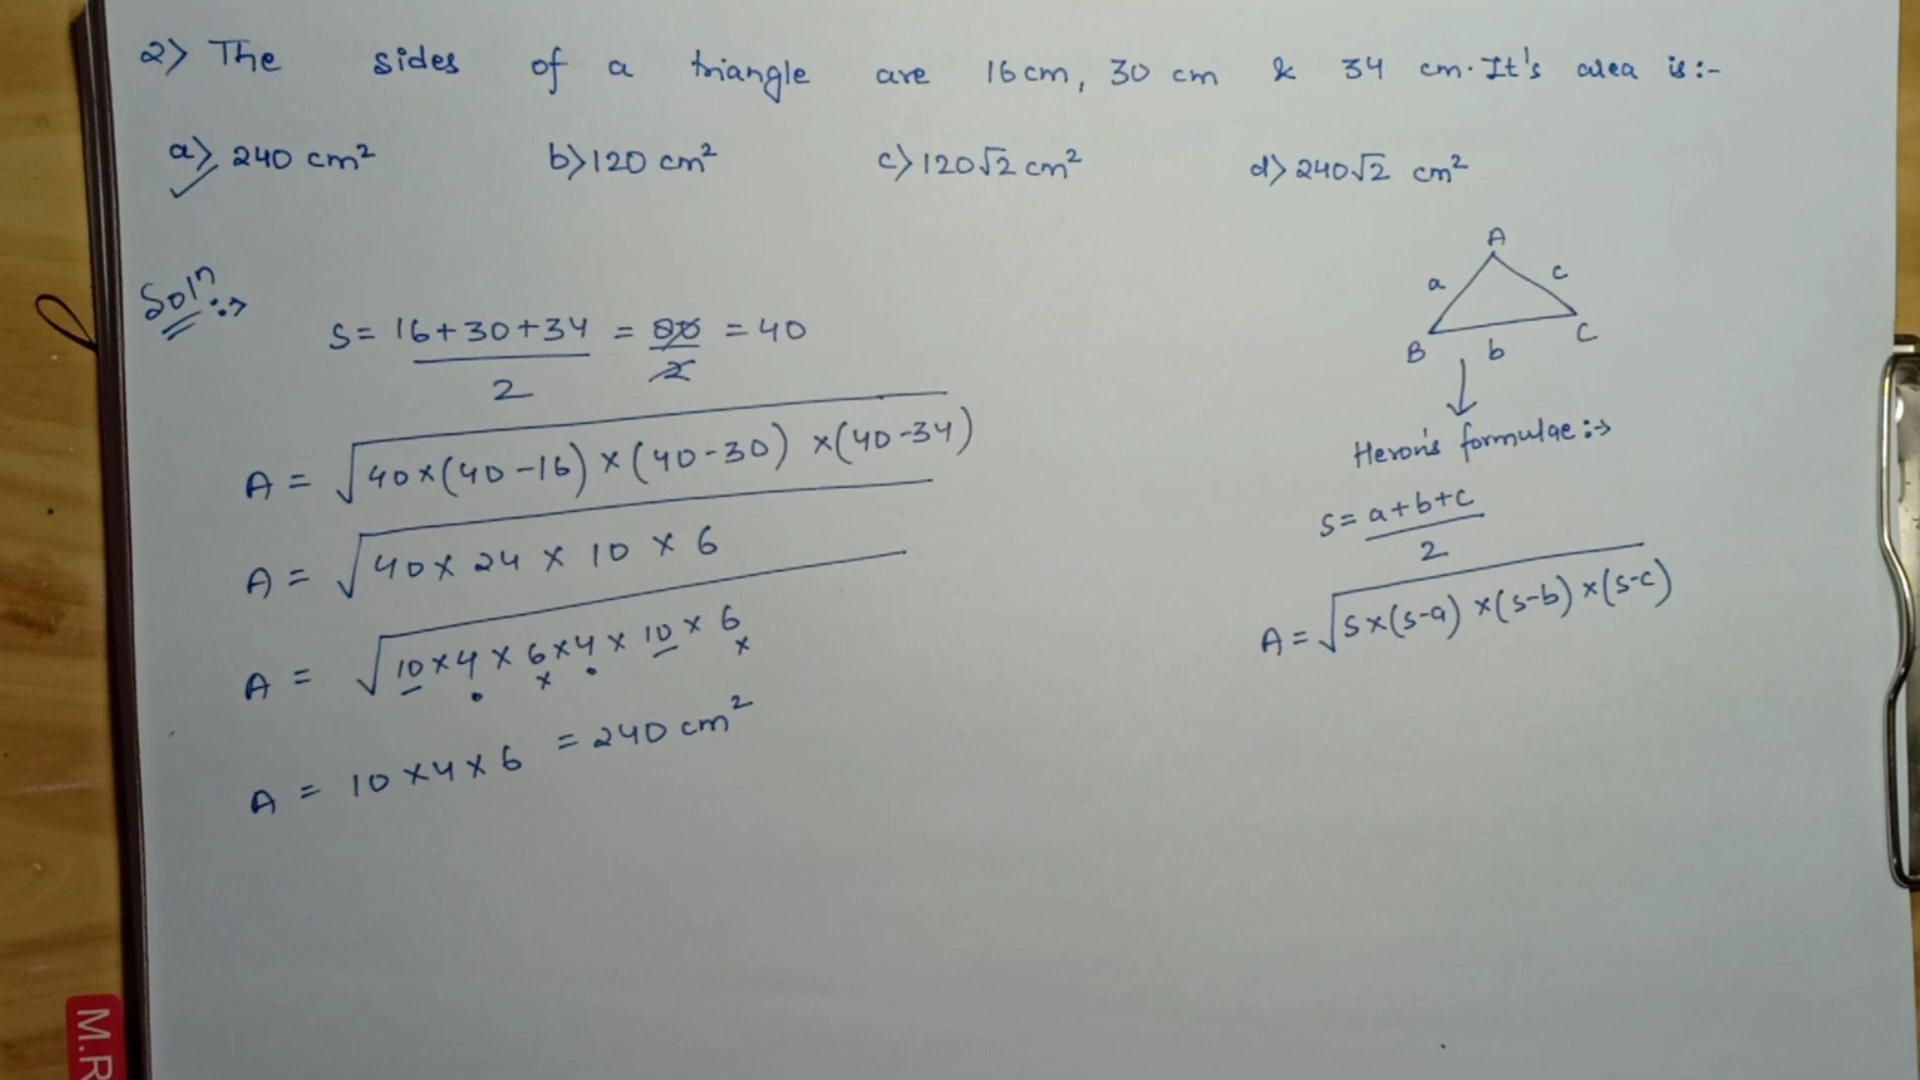 2) The sides of a triangle are 16cm, 30 cm & 34 cm. It's area is :-
a) 240 cm² b) 120 cm² c) 120√2 cm² d) 240√2 cm²
Solⁿ :→
S = 16+30+34 / 2 = 80/2 = 40
A = √40×(40-16)×(40-30)×(40-34)
A = √40×24×10×6
A = √10×4×6×4×10×6
A = 10×4×6 = 240 cm²
A
a c
B b C
Heron's formulae :→
S = a+b+c / 2
A = √S×(s-a)×(s-b)×(s-c)
M.R